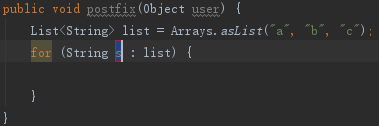 public void postfix(Object user) {
List<String> list = Arrays.asList("a", "b", "c");
for (String s : list) {
}
}